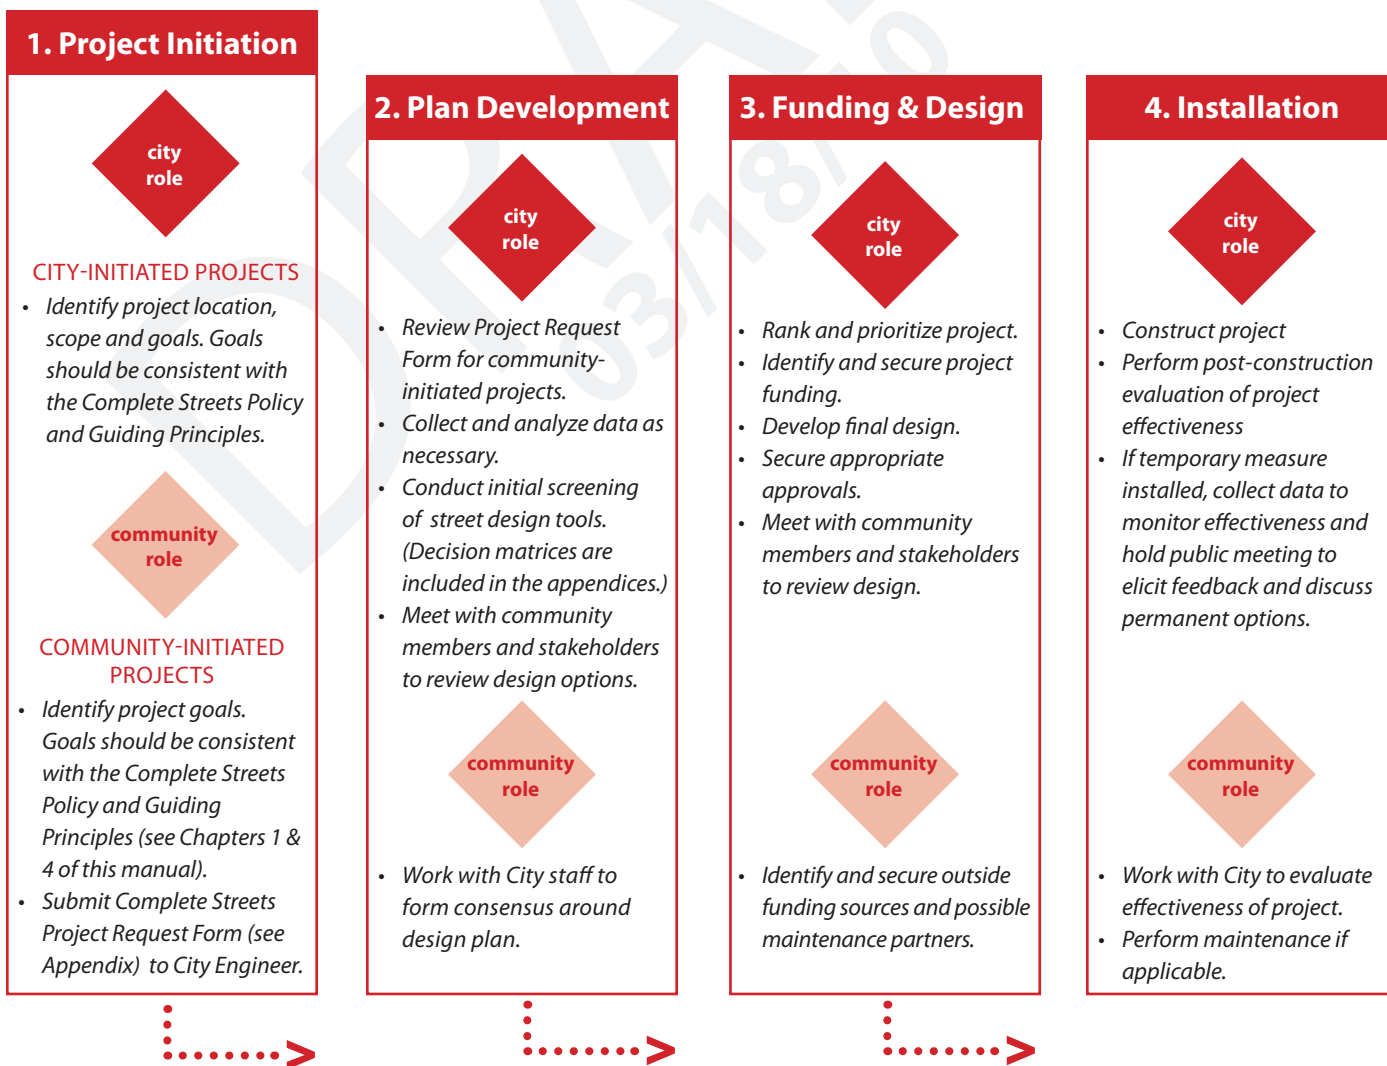 1. Project Initiation
city
role
CITY-INITIATED PROJECTS
• Identify project location,
scope and goals. Goals
should be consistent with
the Complete Streets Policy
and Guiding Principles.
community
role
COMMUNITY-INITIATED
PROJECTS
• Identify project goals.
Goals should be consistent
with the Complete Streets
Policy and Guiding
Principles (see Chapters 1 &
4 of this manual).
• Submit Complete Streets
Project Request Form (see
Appendix) to City Engineer.
2. Plan Development
city
role
• Review Project Request
Form for community-
initiated projects.
• Collect and analyze data as
necessary.
• Conduct initial screening
of street design tools.
(Decision matrices are
included in the appendices.)
• Meet with community
members and stakeholders
to review design options.
community
role
• Work with City staff to
form consensus around
design plan.
3. Funding & Design
city
role
• Rank and prioritize project.
• Identify and secure project
funding.
• Develop final design.
• Secure appropriate
approvals.
• Meet with community
members and stakeholders
to review design.
community
role
• Identify and secure outside
funding sources and possible
maintenance partners.
4. Installation
city
role
• Construct project
• Perform post-construction
evaluation of project
effectiveness
• If temporary measure
installed, collect data to
monitor effectiveness and
hold public meeting to
elicit feedback and discuss
permanent options.
community
role
• Work with City to evaluate
effectiveness of project.
• Perform maintenance if
applicable.